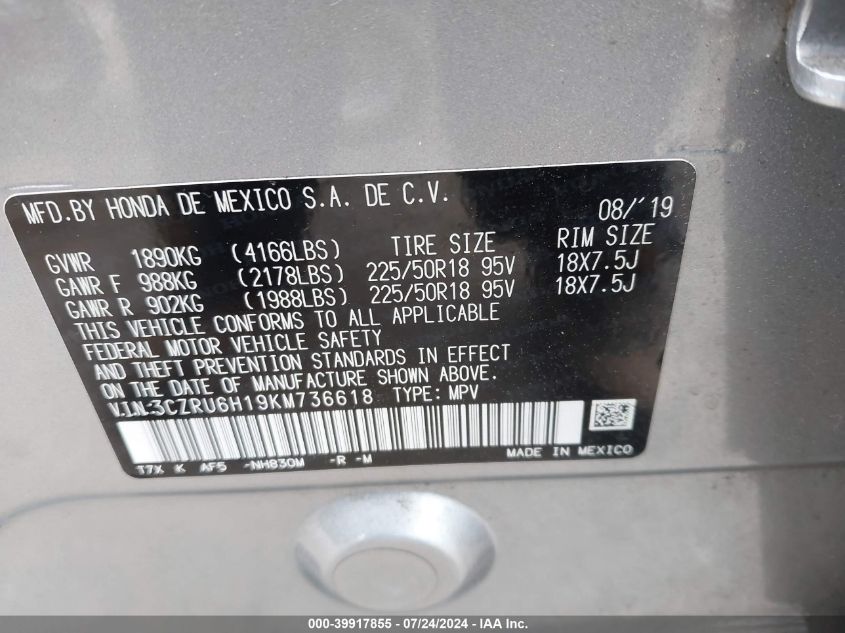 MFD.BY HONDA DE MEXICO S.A. DE C.V. 08/'19
GVWR 1890KG (4166LBS) TIRE SIZE RIM SIZE
GAWR F 988KG (2178LBS) 225/50R18 95V 18X7.5J
GAWR R 902KG (1988LBS) 225/50R18 95V 18X7.5J
THIS VEHICLE CONFORMS TO ALL APPLICABLE
FEDERAL MOTOR VEHICLE SAFETY
AND THEFT PREVENTION STANDARDS IN EFFECT
ON THE DATE OF MANUFACTURE SHOWN ABOVE.
V.I.N.3CZRU6H19KM736618 TYPE: MPV
T7X K AF5 -NH830M -R -M MADE IN MEXICO
000-39917855 - 07/24/2024 - IAA Inc.